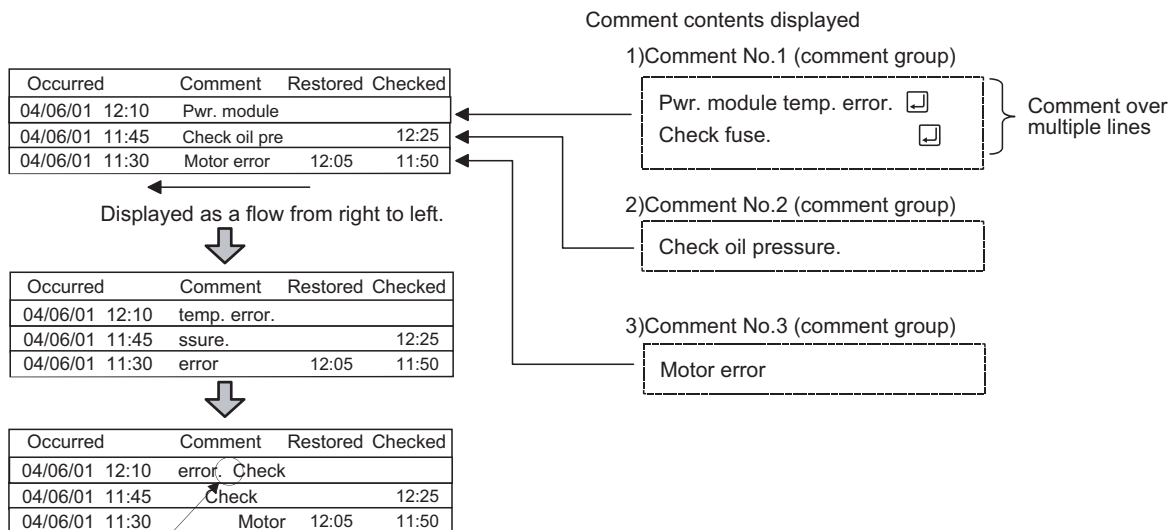 Comment contents displayed
1)Comment No.1 (comment group)
Occurred Comment Restored Checked
04/06/01 12:10 Pwr. module
04/06/01 11:45 Check oil pre 12:25
04/06/01 11:30 Motor error 12:05 11:50
Pwr. module temp. error.
Check fuse.
Comment over
multiple lines
Displayed as a flow from right to left.
2)Comment No.2 (comment group)
Check oil pressure.
Occurred Comment Restored Checked
04/06/01 12:10 temp. error.
04/06/01 11:45 ssure. 12:25
04/06/01 11:30 error 12:05 11:50
3)Comment No.3 (comment group)
Motor error
Occurred Comment Restored Checked
04/06/01 12:10 error. Check
04/06/01 11:45 Check 12:25
04/06/01 11:30 Motor 12:05 11:50